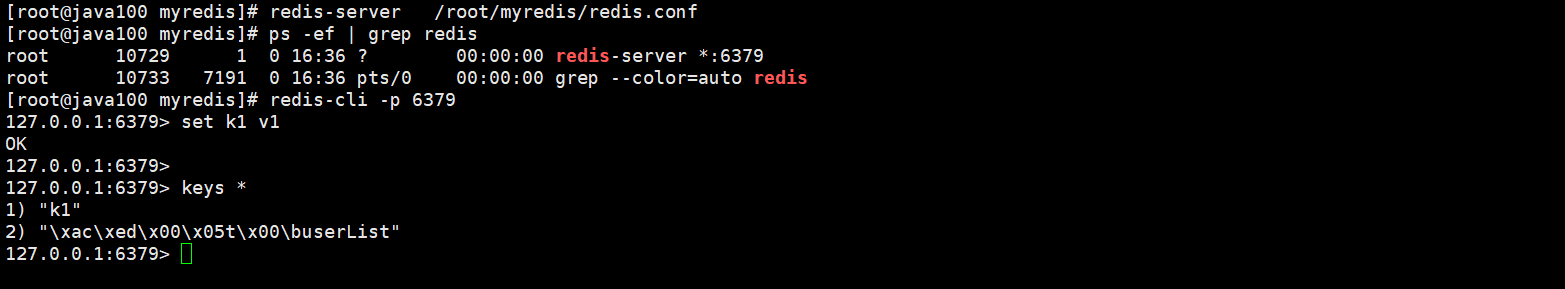 [root@java100 myredis]# redis-server   /root/myredis/redis.conf
[root@java100 myredis]# ps -ef | grep redis
root      10729      1  0 16:36 ?        00:00:00 redis-server *:6379
root      10733   7191  0 16:36 pts/0    00:00:00 grep --color=auto redis
[root@java100 myredis]# redis-cli -p 6379
127.0.0.1:6379> set k1 v1
OK
127.0.0.1:6379>
127.0.0.1:6379> keys *
1) "k1"
2) "\xac\xed\x00\x05t\x00\buserList"
127.0.0.1:6379>